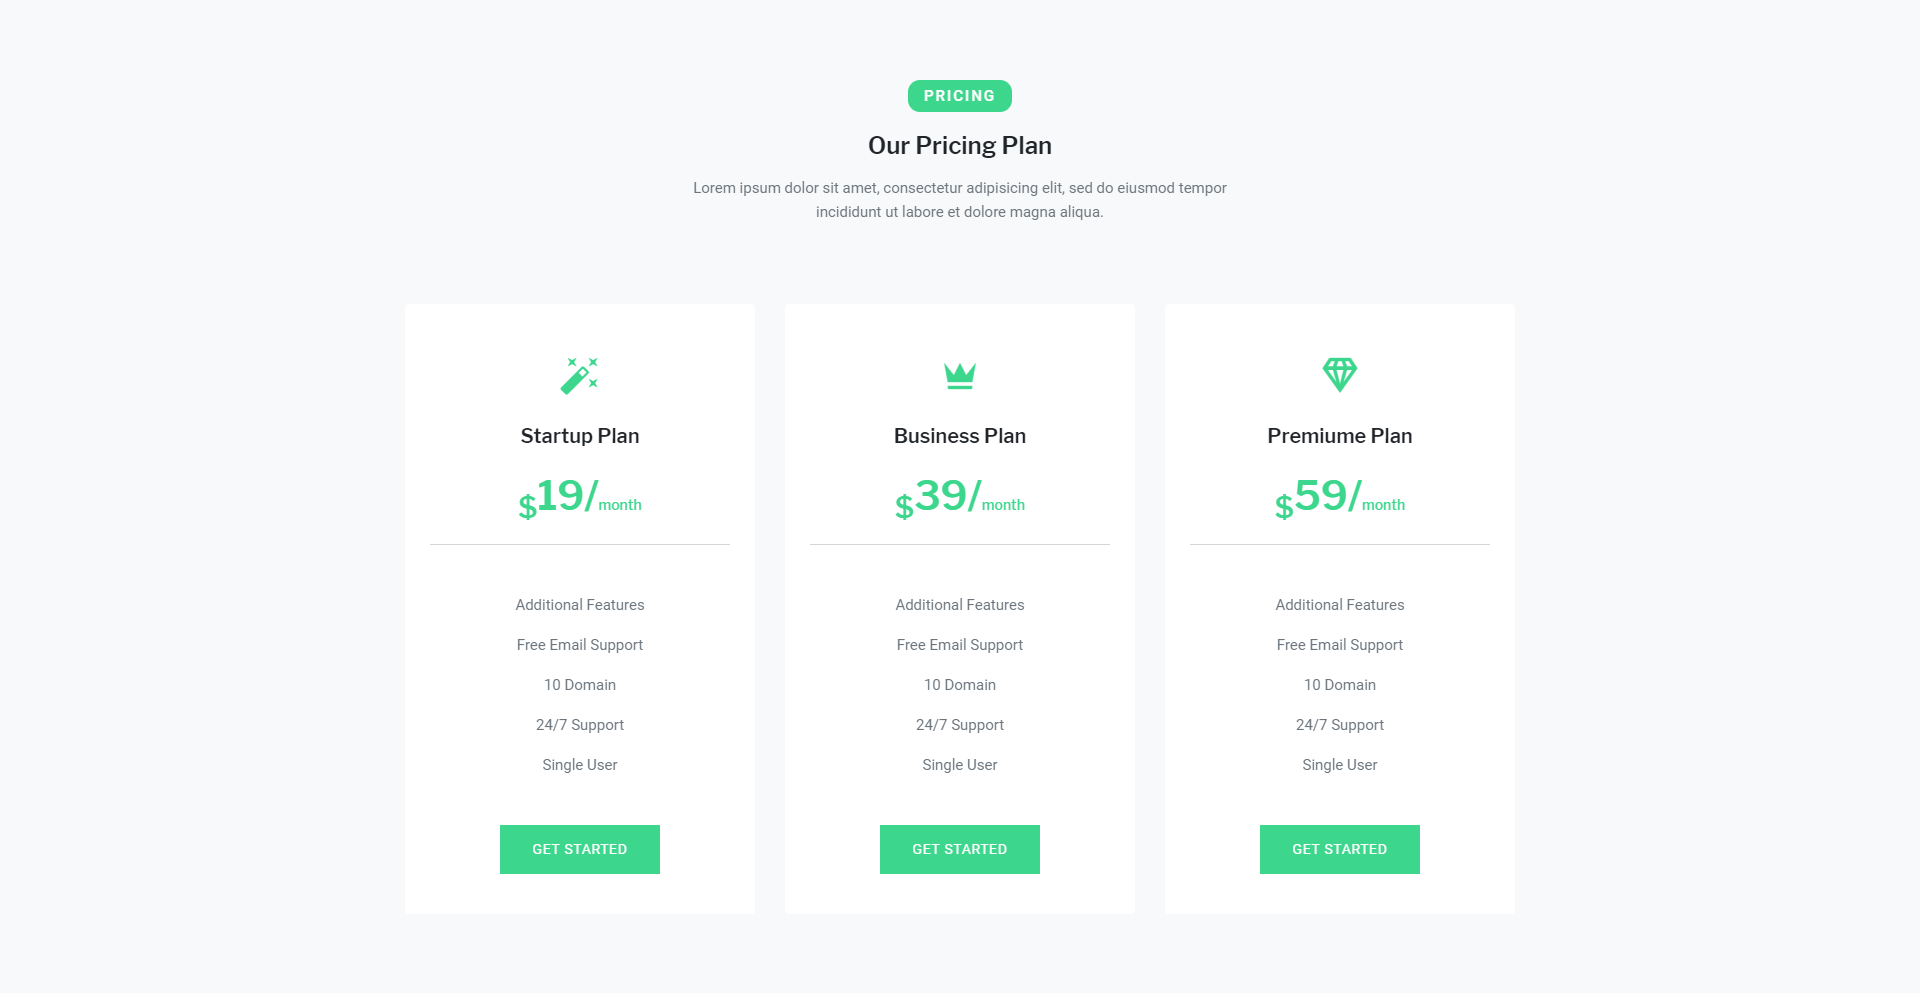 PRICING
Our Pricing Plan
Lorem ipsum dolor sit amet, consectetur adipisicing elit, sed do eiusmod tempor
incididunt ut labore et dolore magna aliqua.
Startup Plan
$19/month
Additional Features
Free Email Support
10 Domain
24/7 Support
Single User
GET STARTED
Business Plan
$39/month
Additional Features
Free Email Support
10 Domain
24/7 Support
Single User
GET STARTED
Premiume Plan
$59/month
Additional Features
Free Email Support
10 Domain
24/7 Support
Single User
GET STARTED